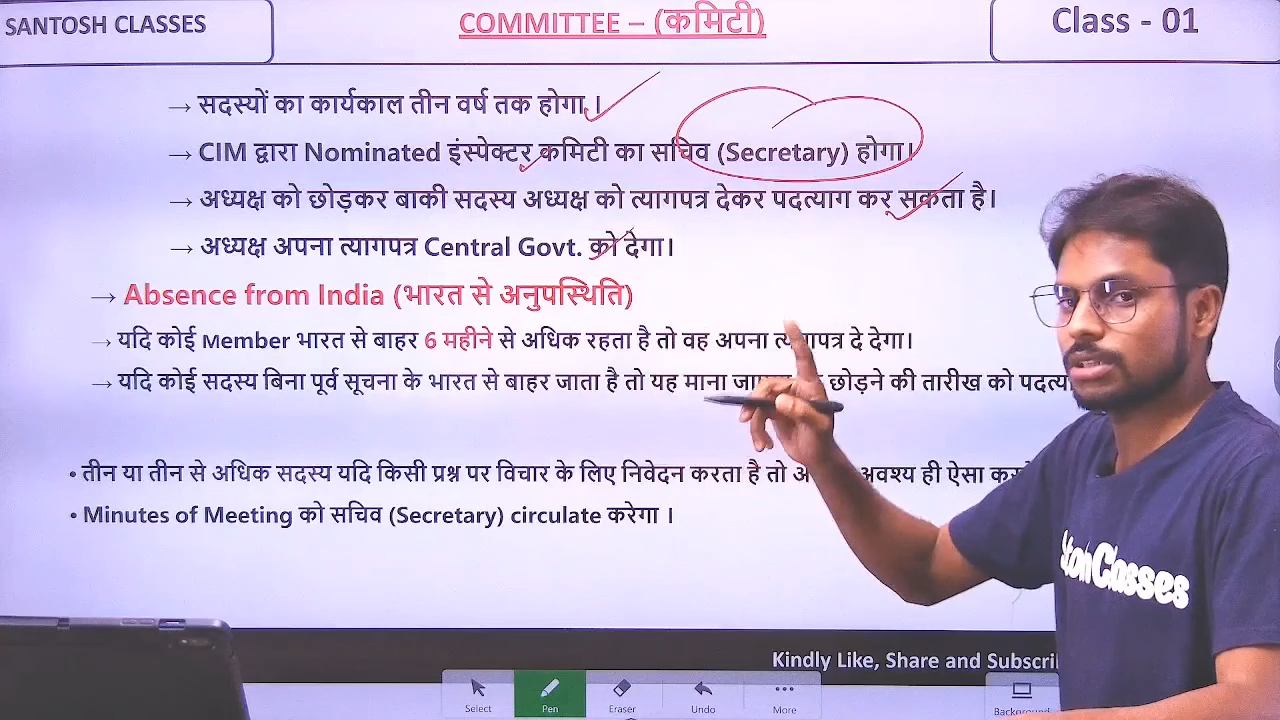 SANTOSH CLASSES
COMMITTEE – (कमिटी)
Class - 01
→ सदस्यों का कार्यकाल तीन वर्ष तक होगा।
→ CIM द्वारा Nominated इंस्पेक्टर कमिटी का सचिव (Secretary) होगा।
→ अध्यक्ष को छोड़कर बाकी सदस्य अध्यक्ष को त्यागपत्र देकर पदत्याग कर सकता है।
→ अध्यक्ष अपना त्यागपत्र Central Govt. को देगा।
→ Absence from India (भारत से अनुपस्थिति)
→ यदि कोई Member भारत से बाहर 6 महीने से अधिक रहता है तो वह अपना त्यागपत्र दे देगा।
→ यदि कोई सदस्य बिना पूर्व सूचना के भारत से बाहर जाता है तो यह माना छोड़ने की तारीख को
• तीन या तीन से अधिक सदस्य यदि किसी प्रश्न पर विचार के लिए निवेदन करता है तो अवश्य ही ऐसा
• Minutes of Meeting को सचिव (Secretary) circulate करेगा ।
Classes
Kindly Like, Share and
Select
Pen
Eraser
Undo
More
Background